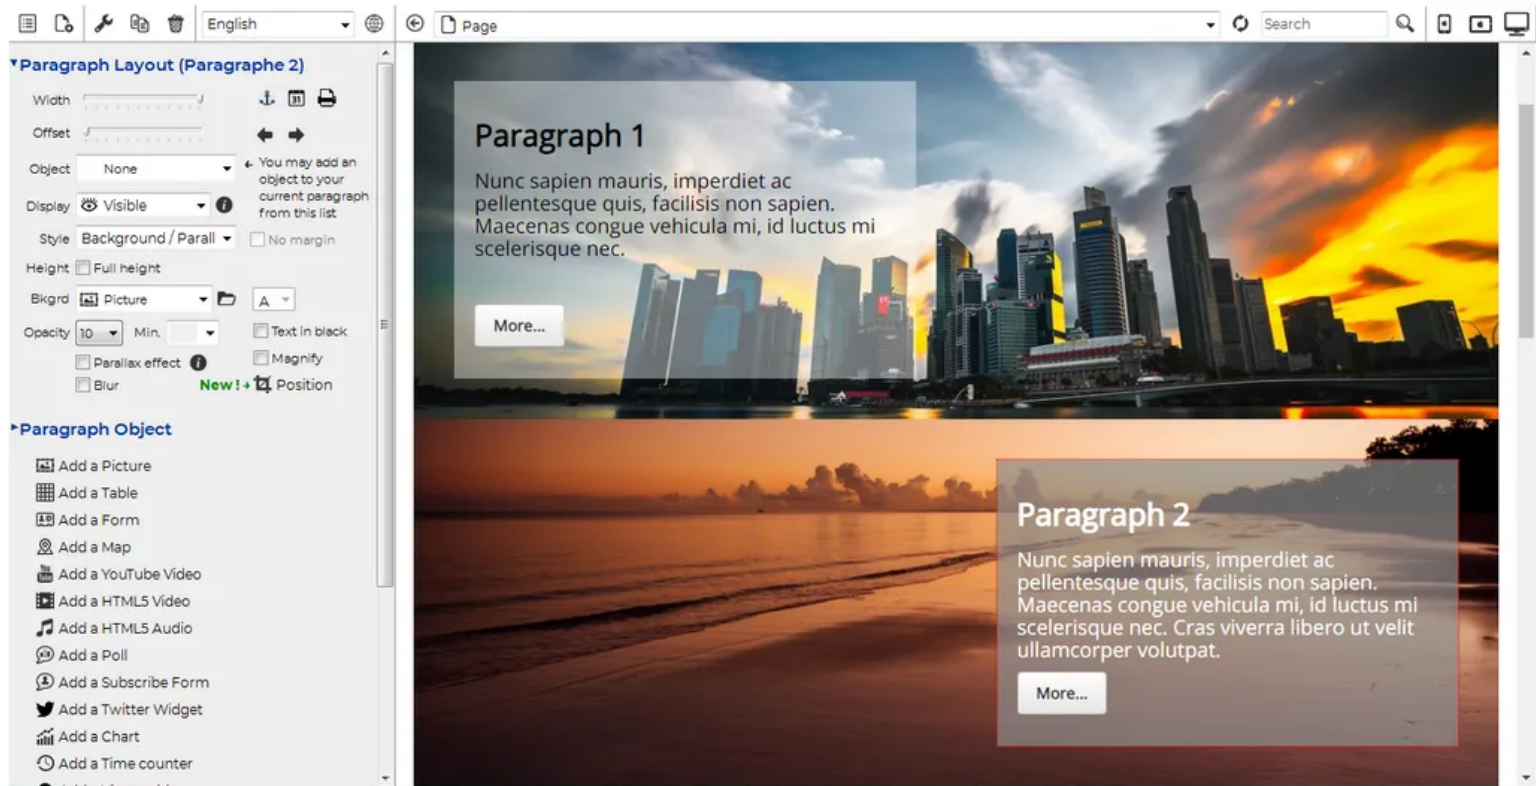 English
Page
Search
Paragraph Layout (Paragraphe 2)
Width
31
Offset
Object None
You may add an
object to your
current paragraph
from this list
Display Visible
Style Background / Parall
No margin
Height Full height
Bkgrd Picture A
Opacity 10 Min.
Text in black
Parallax effect
Magnify
Blur
New! Position
Paragraph Object
Add a Picture
Add a Table
Add a Form
Add a Map
Add a YouTube Video
Add a HTML5 Video
Add a HTML5 Audio
Add a Poll
Add a Subscribe Form
Add a Twitter Widget
Add a Chart
Add a Time counter
Paragraph 1
Nunc sapien mauris, imperdiet ac
pellentesque quis, facilisis non sapien.
Maecenas congue vehicula mi, id luctus mi
scelerisque nec.
More...
Paragraph 2
Nunc sapien mauris, imperdiet ac
pellentesque quis, facilisis non sapien.
Maecenas congue vehicula mi, id luctus mi
scelerisque nec. Cras viverra libero ut velit
ullamcorper volutpat.
More...